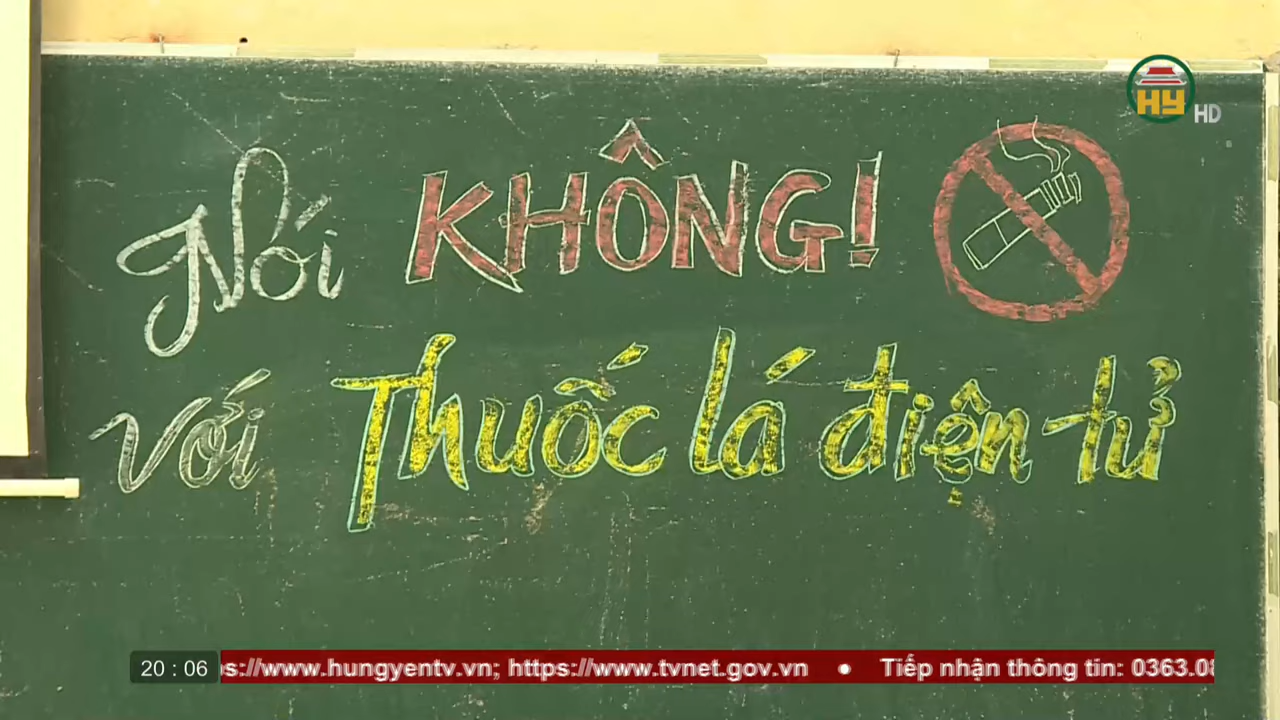 HY HD
Nói KHÔNG!
với Thuốc lá điện tử
20 : 06 s://www.hungyentv.vn; https://www.tvnet.gov.vn • Tiếp nhận thông tin: 0363.08